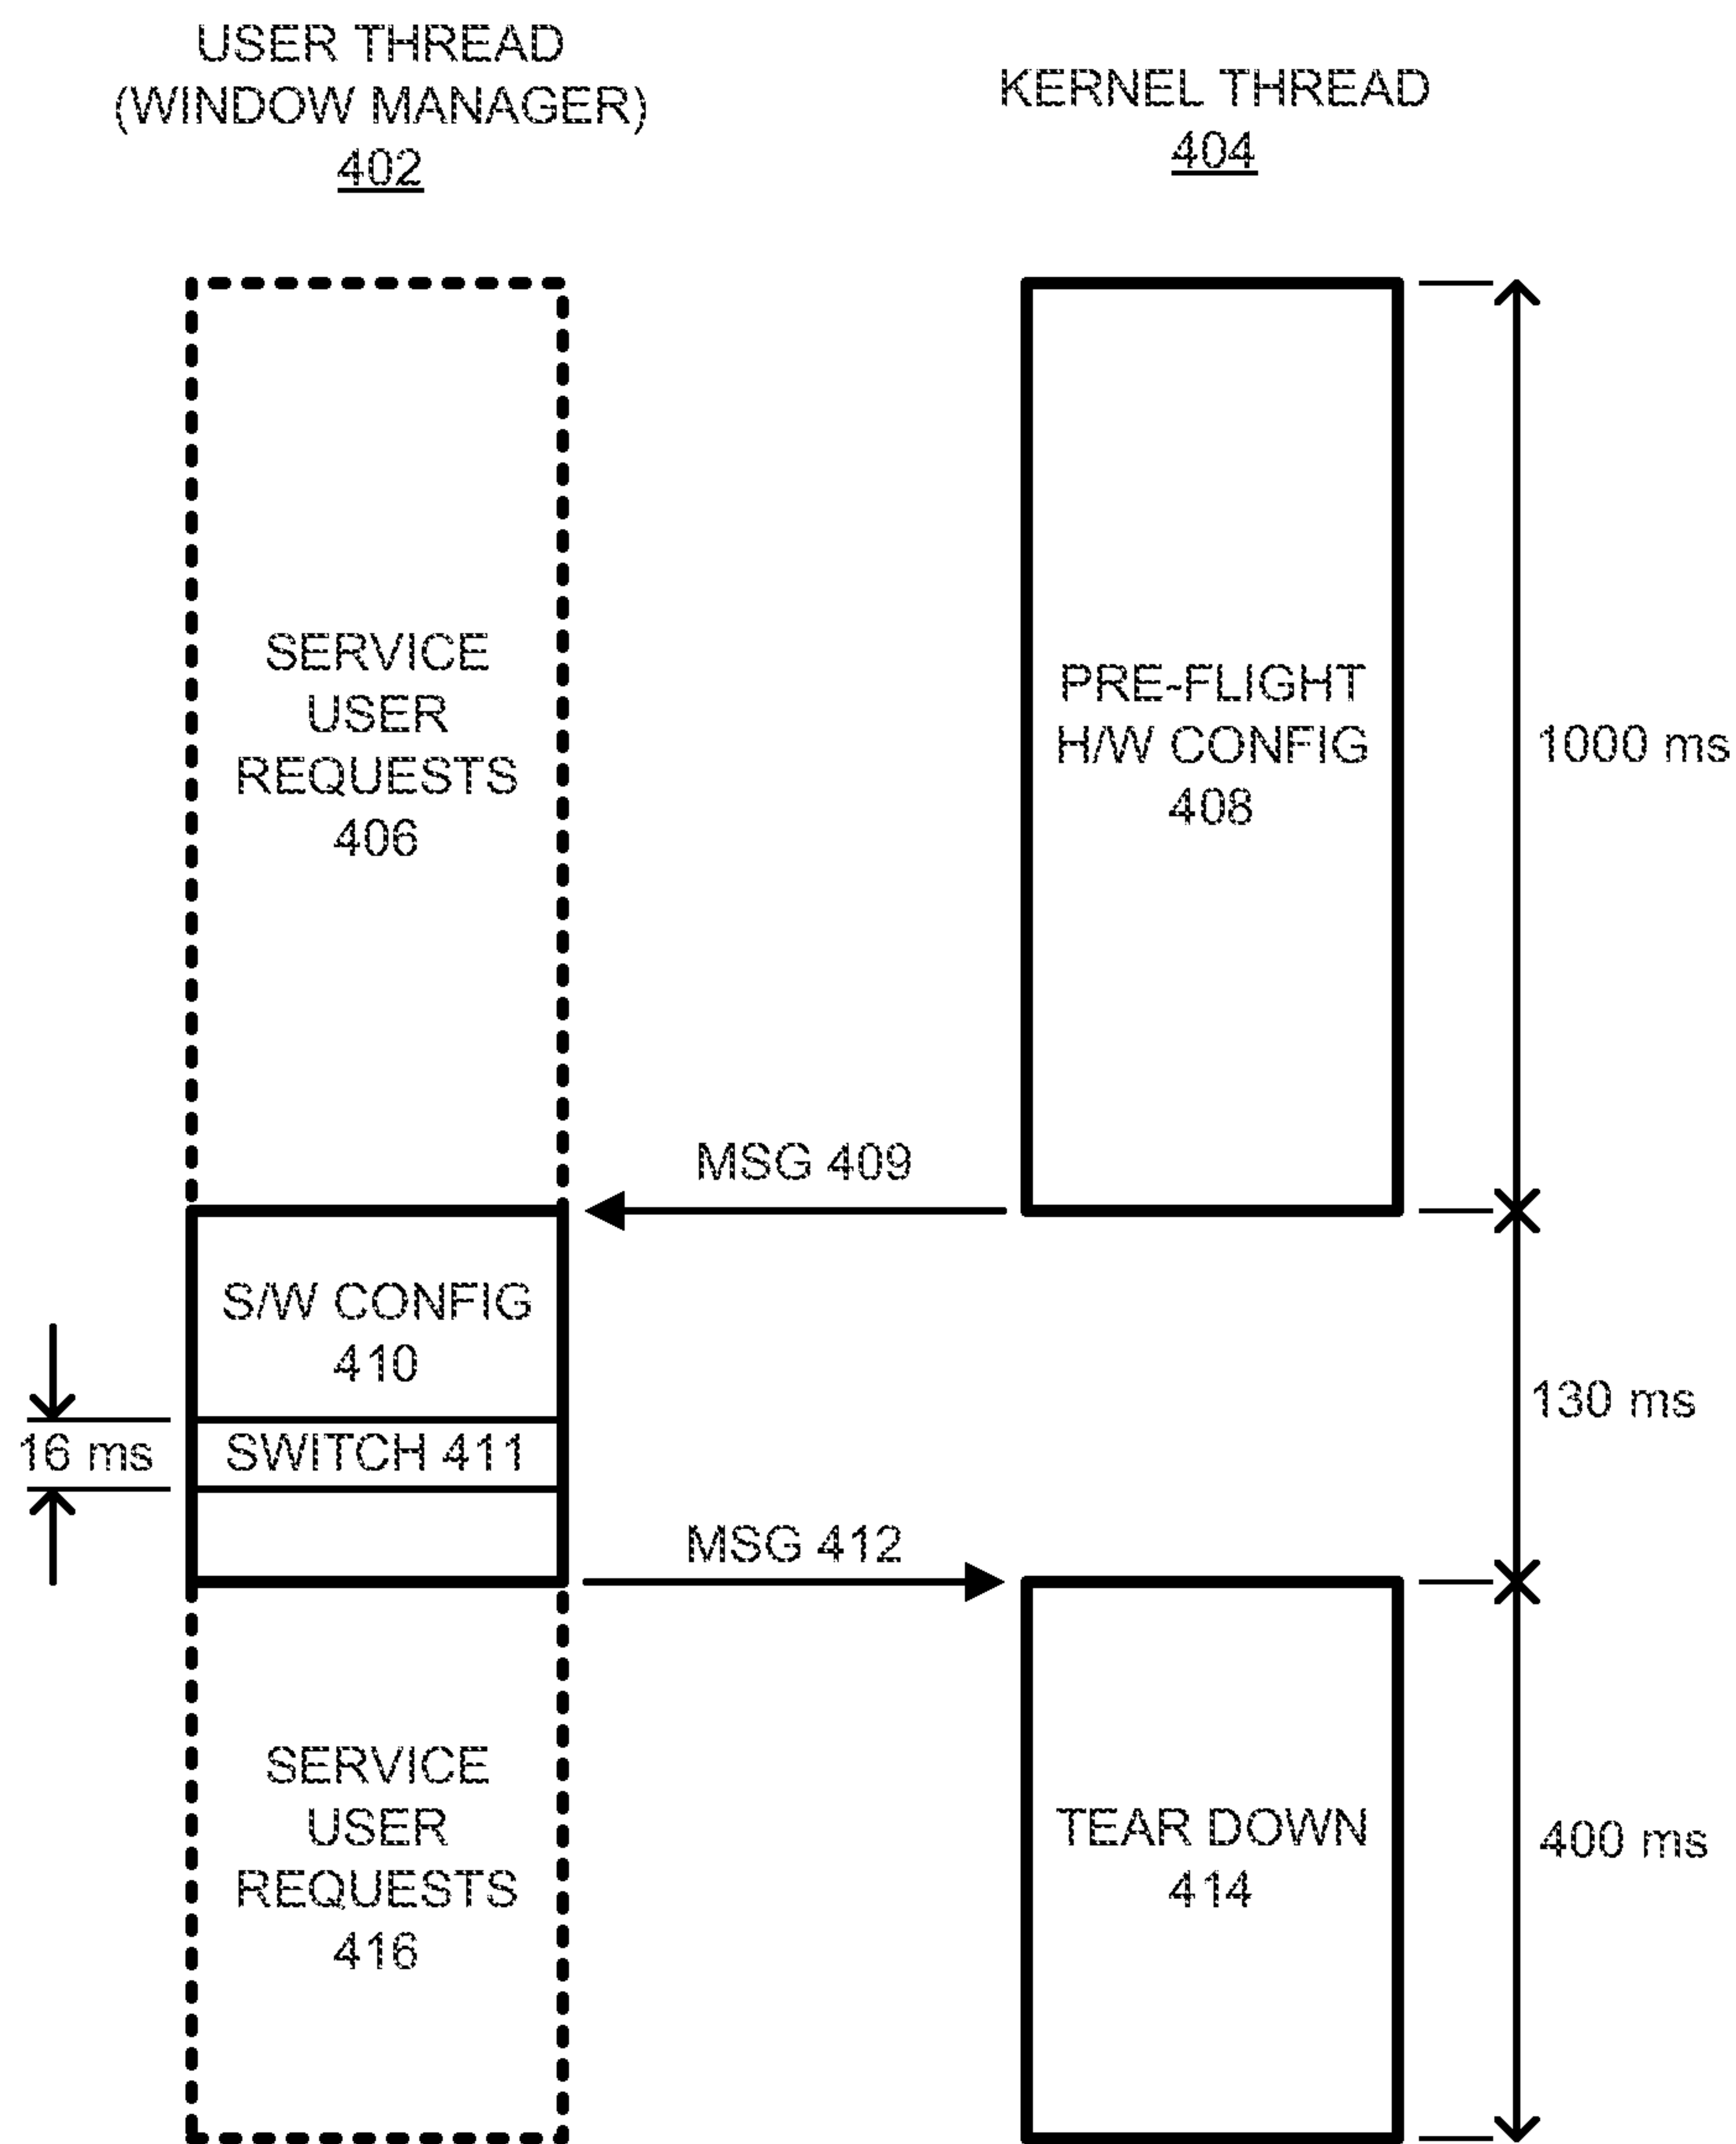 USER THREAD
(WINDOW MANAGER)
402
KERNEL THREAD
404
SERVICE
USER
REQUESTS
406
PRE-FLIGHT
H/W CONFIG
408
1000 ms
MSG 409
S/W CONFIG
410
130 ms
16 ms
SWITCH 411
MSG 412
SERVICE
USER
REQUESTS
416
TEAR DOWN
414
400 ms